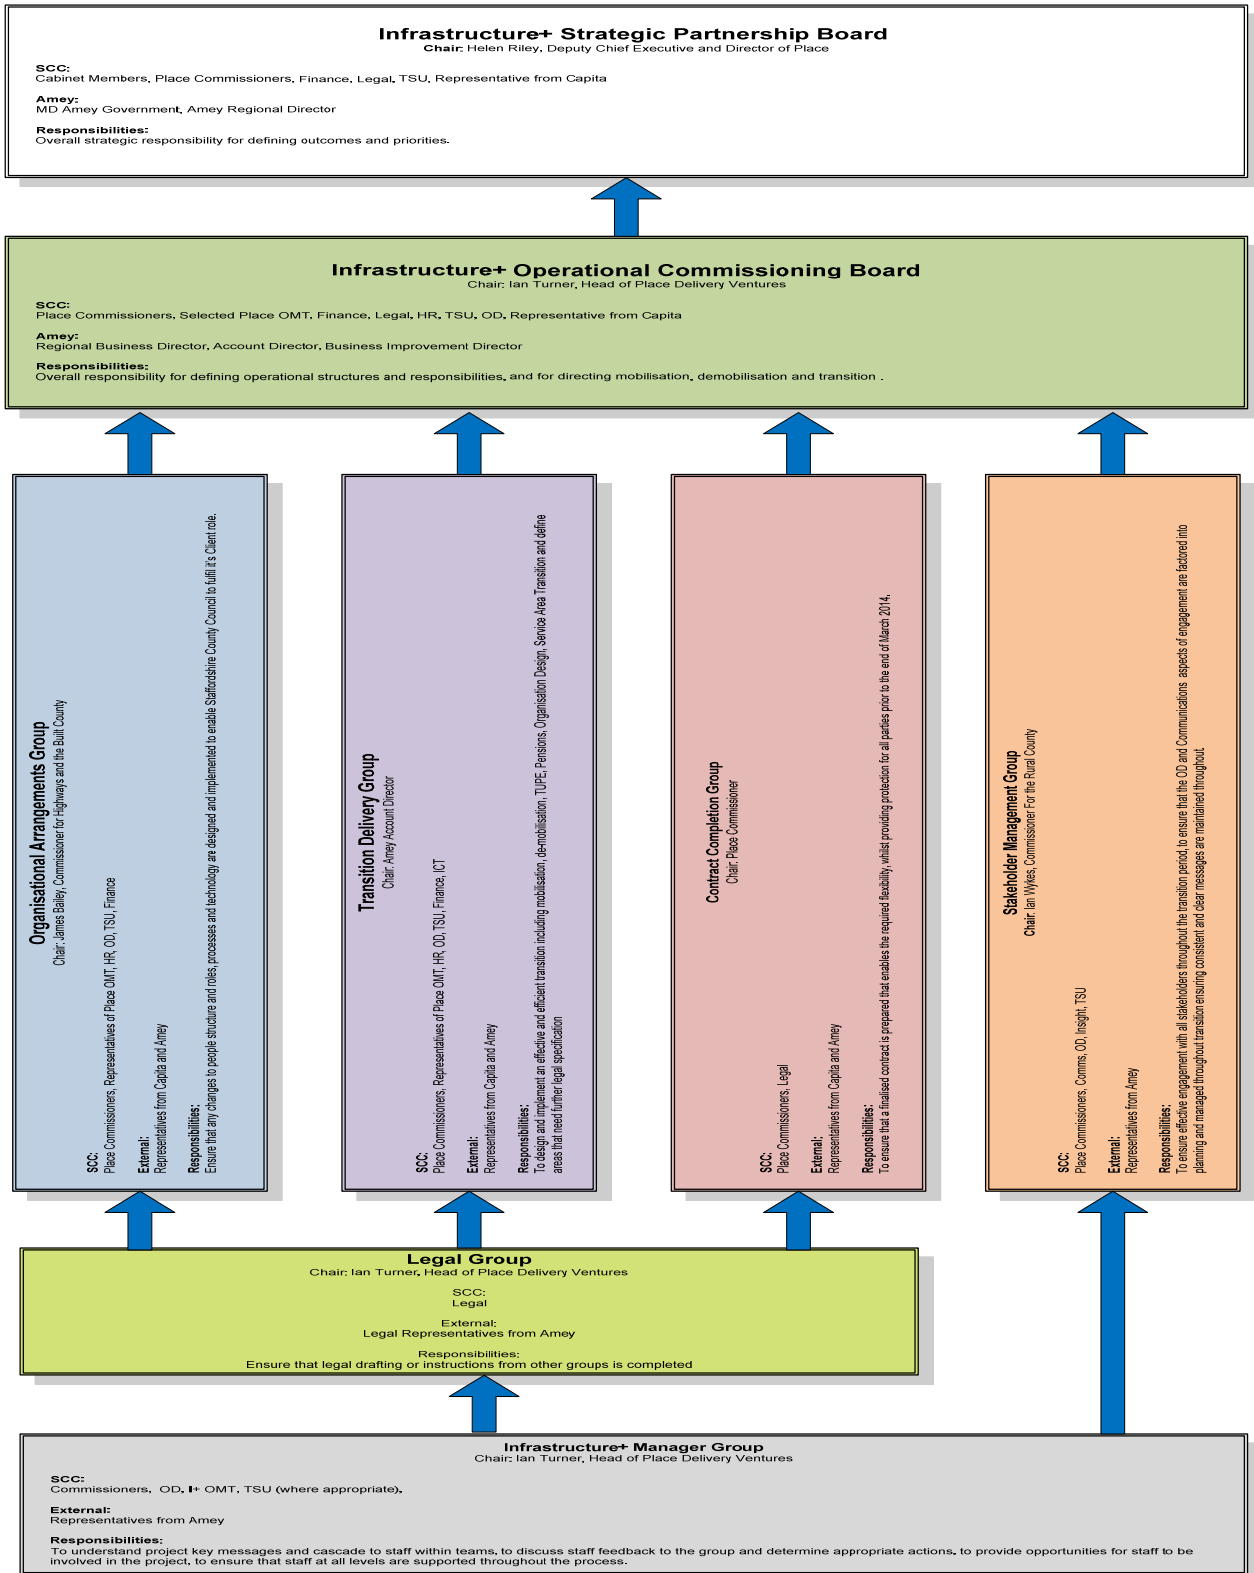 Infrastructure+ Strategic Partnership Board
Chair: Helen Riley, Deputy Chief Executive and Director of Place
SCC:
Cabinet Members, Place Commissioners, Finance, Legal, TSU, Representative from Capita
Amey:
MD Amey Government, Amey Regional Director
Responsibilities:
Overall strategic responsibility for defining outcomes and priorities.
Infrastructure+ Operational Commissioning Board
Chair: Ian Turner, Head of Place Delivery Ventures
SCC:
Place Commissioners, Selected Place OMT, Finance, Legal, HR, TSU, OD, Representative from Capita
Amey:
Regional Business Director, Account Director, Business Improvement Director
Responsibilities:
Overall responsibility for defining operational structures and responsibilities, and for directing mobilisation, demobilisation and transition .
Organisational Arrangements Group
Chair: James Bailey, Commissioner for Highways and the Built County
SCC:
Place Commissioners, Representatives of Place OMT, HR, OD, TSU, Finance
External:
Representatives from Capita and Amey
Responsibilities:
Ensure that any changes to people structure and roles, processes and technology are designed and implemented to enable Staffordshire County Council to fulfil it's Client role.
Transition Delivery Group
Chair: Amey Account Director
SCC:
Place Commissioners, Representatives of Place OMT, HR, OD, TSU, Finance, ICT
External:
Representatives from Capita and Amey
Responsibilities:
To design and implement an effective and efficient transition including mobilisation, de-mobilisation, TUPE, Pensions, Organisation Design, Service Area Transition and define
areas that need further legal specification
Contract Completion Group
Chair: Place Commissioner
SCC:
Place Commissioners, Legal
External:
Representatives from Capita and Amey
Responsibilities:
To ensure that a finalised contract is prepared that enables the required flexibility, whilst providing protection for all parties prior to the end of March 2014.
Stakeholder Management Group
Chair: Ian Wykes, Commissioner For the Rural County
SCC:
Place Commissioners, Comms, OD, Insight, TSU
External:
Representatives from Amey
Responsibilities:
To ensure effective engagement with all stakeholders throughout the transition period, to ensure that the OD and Communications aspects of engagement are factored into
planning and managed throughout transition ensuring consistent and clear messages are maintained throughout.
Legal Group
Chair: Ian Turner, Head of Place Delivery Ventures
SCC:
Legal
External:
Legal Representatives from Amey
Responsibilities:
Ensure that legal drafting or instructions from other groups is completed
Infrastructure+ Manager Group
Chair: Ian Turner, Head of Place Delivery Ventures
SCC:
Commissioners, OD, I+ OMT, TSU (where appropriate),
External:
Representatives from Amey
Responsibilities:
To understand project key messages and cascade to staff within teams, to discuss staff feedback to the group and determine appropriate actions, to provide opportunities for staff to be
involved in the project, to ensure that staff at all levels are supported throughout the process.